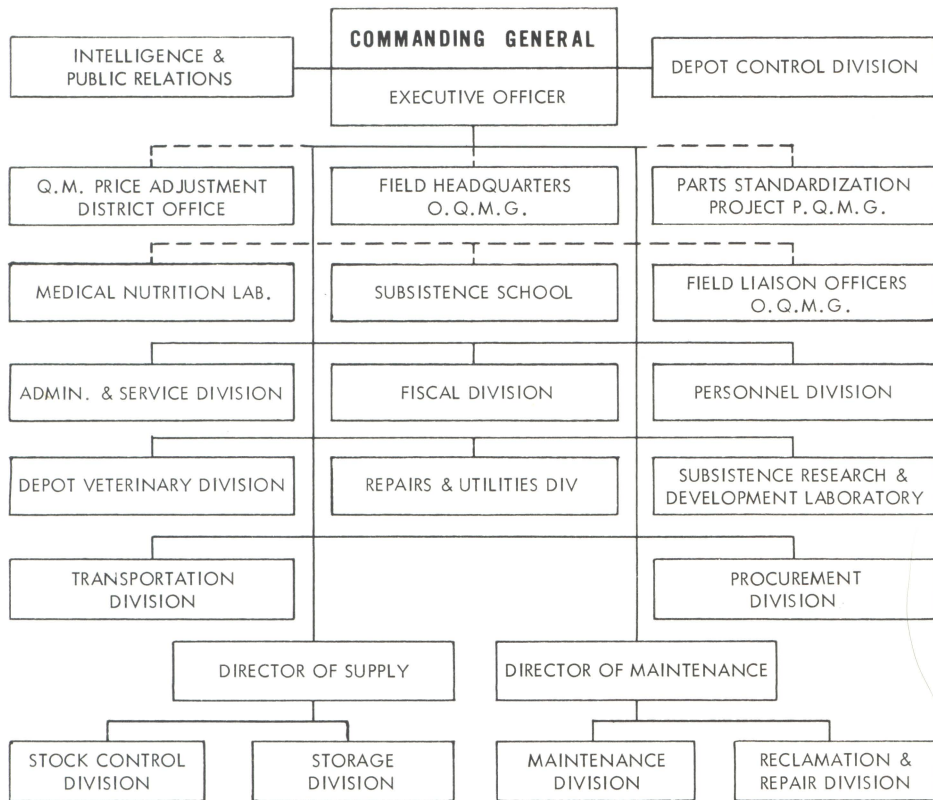 COMMANDING GENERAL
INTELLIGENCE &
PUBLIC RELATIONS
DEPOT CONTROL DIVISION
EXECUTIVE OFFICER
Q.M. PRICE ADJUSTMENT
DISTRICT OFFICE
FIELD HEADQUARTERS
O.Q.M.G.
PARTS STANDARDIZATION
PROJECT P.Q.M.G.
MEDICAL NUTRITION LAB.
SUBSISTENCE SCHOOL
FIELD LIAISON OFFICERS
O.Q.M.G.
ADMIN. & SERVICE DIVISION
FISCAL DIVISION
PERSONNEL DIVISION
DEPOT VETERINARY DIVISION
REPAIRS & UTILITIES DIV
SUBSISTENCE RESEARCH &
DEVELOPMENT LABORATORY
TRANSPORTATION
DIVISION
PROCUREMENT
DIVISION
DIRECTOR OF SUPPLY
DIRECTOR OF MAINTENANCE
STOCK CONTROL
DIVISION
STORAGE
DIVISION
MAINTENANCE
DIVISION
RECLAMATION &
REPAIR DIVISION